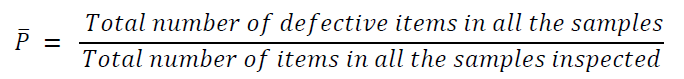 P̅ = Total number of defective items in all the samples / Total number of items in all the samples inspected